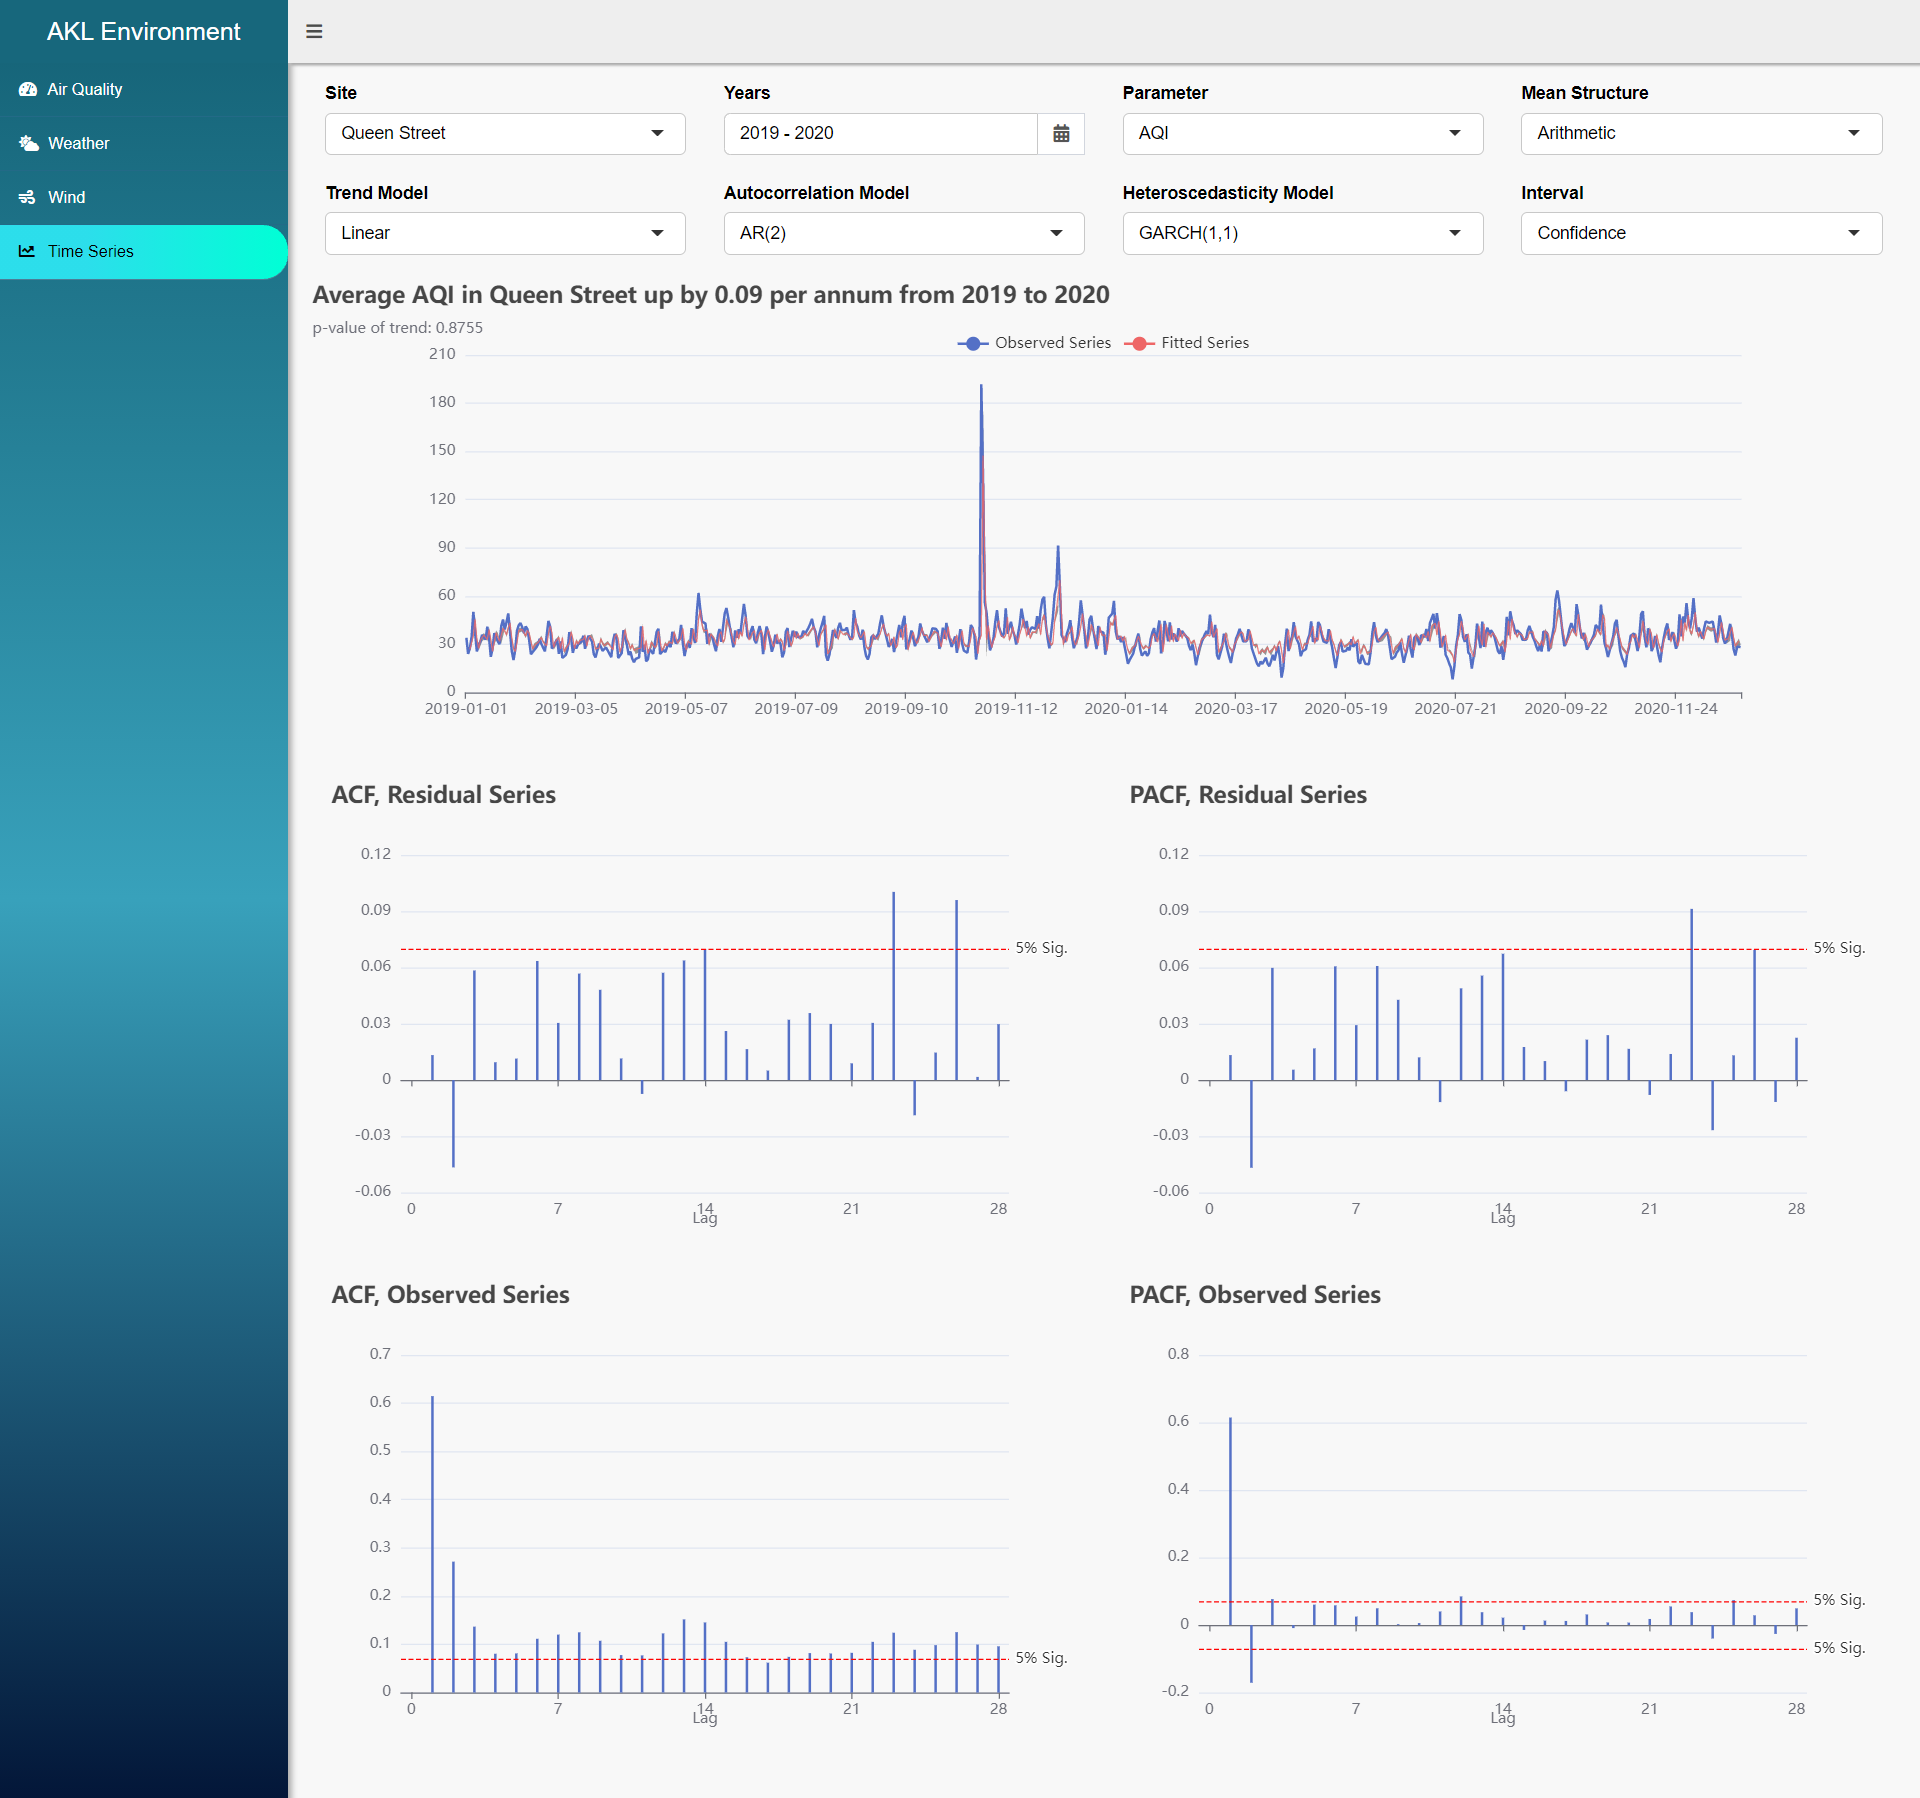 AKL Environment
Air Quality
Weather
Wind
Time Series
Site
Years
Parameter
Mean Structure
Queen Street
2019 - 2020
AQI
Arithmetic
Trend Model
Autocorrelation Model
Heteroscedasticity Model
Interval
Linear
AR(2)
GARCH(1,1)
Confidence
Average AQI in Queen Street up by 0.09 per annum from 2019 to 2020
p-value of trend: 0.8755
Observed Series
Fitted Series
210
180
150
120
90
60
30
0
2019-01-01
2019-03-05
2019-05-07
2019-07-09
2019-09-10
2019-11-12
2020-01-14
2020-03-17
2020-05-19
2020-07-21
2020-09-22
2020-11-24
ACF, Residual Series
0.12
0.09
0.06
0.03
0
-0.03
-0.06
5% Sig.
0
7
14
21
28
Lag
PACF, Residual Series
0.12
0.09
0.06
0.03
0
-0.03
-0.06
5% Sig.
0
7
14
21
28
Lag
ACF, Observed Series
0.7
0.6
0.5
0.4
0.3
0.2
0.1
0
5% Sig.
0
7
14
21
28
Lag
PACF, Observed Series
0.8
0.6
0.4
0.2
0
-0.2
5% Sig.
5% Sig.
0
7
14
21
28
Lag